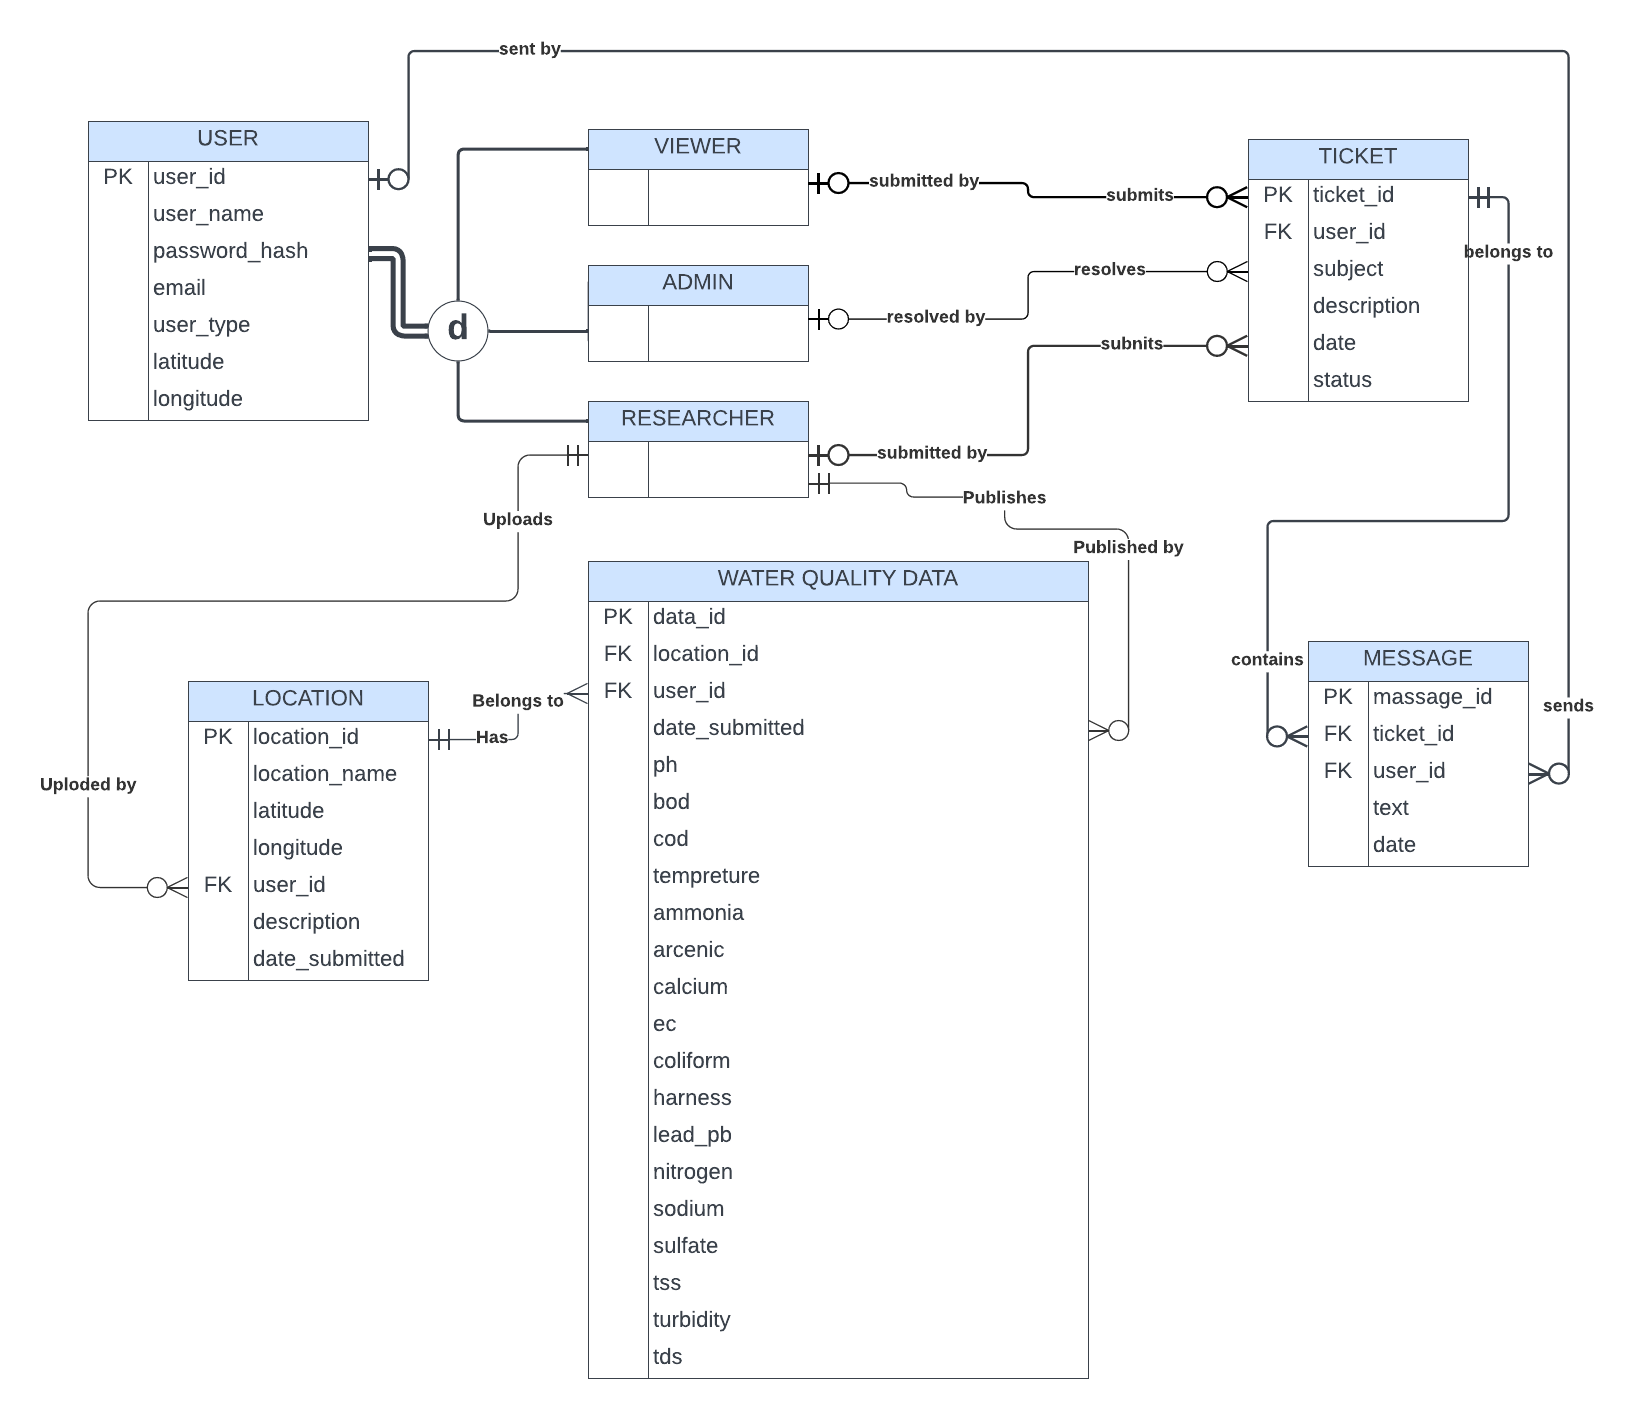 sent by
USER
PK user_id
user_name
password_hash
email
user_type
latitude
longitude
d
VIEWER
submitted by
submits
ADMIN
resolved by
resolves
RESEARCHER
submitted by
subnits
TICKET
PK ticket_id
FK user_id
subject
description
date
status
belongs to
Uploads
Publishes
Published by
WATER QUALITY DATA
PK data_id
FK location_id
FK user_id
date_submitted
ph
bod
cod
tempreture
ammonia
arcenic
calcium
ec
coliform
harness
lead_pb
nitrogen
sodium
sulfate
tss
turbidity
tds
Belongs to
Has
LOCATION
PK location_id
location_name
latitude
longitude
FK user_id
description
date_submitted
Uploded by
contains
MESSAGE
PK massage_id
FK ticket_id
FK user_id
text
date
sends